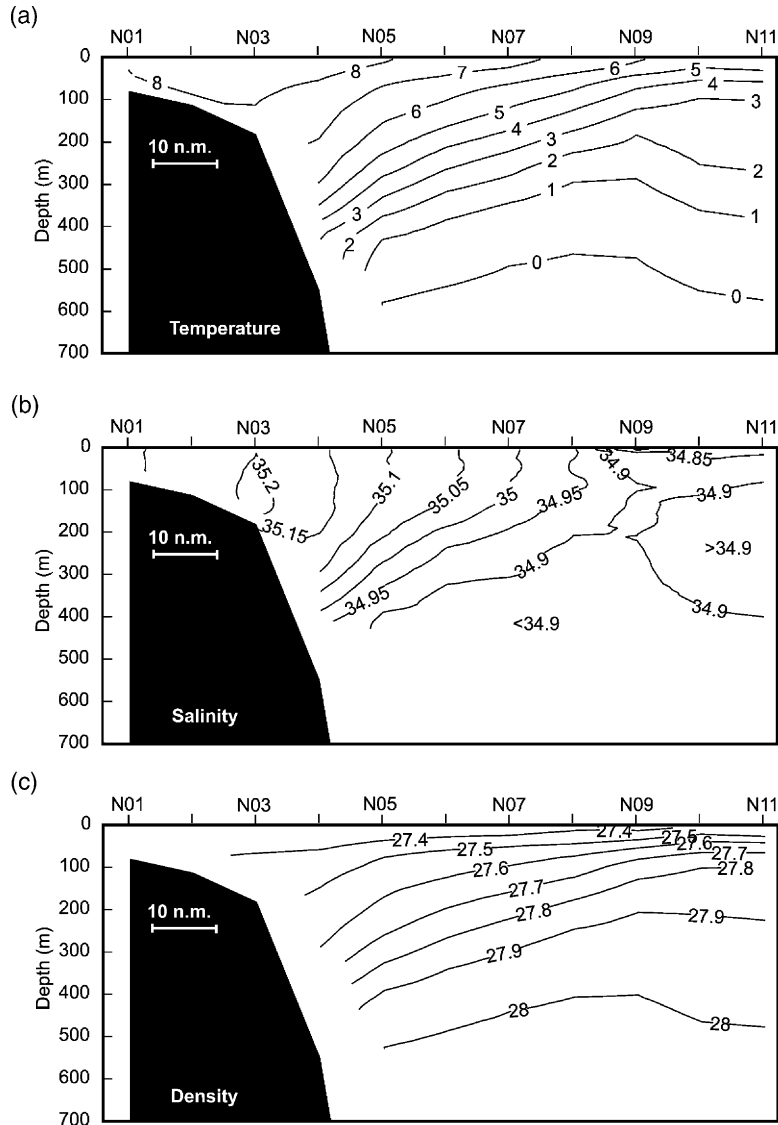 (a)
N01 N03 N05 N07 N09 N11
0
100
200
300
400
500
600
700
Depth (m)
10 n.m.
Temperature
8 8 7 6 5
6 5 4 3
4 3 2 2
3 1 1
2 0 0
(b)
N01 N03 N05 N07 N09 N11
0
100
200
300
400
500
600
700
Depth (m)
10 n.m.
Salinity
35.2 35.1 35.05 35 34.95 34.9 34.85
35.15 34.9
>34.9
34.95 34.9 34.9
<34.9
(c)
N01 N03 N05 N07 N09 N11
0
100
200
300
400
500
600
700
Depth (m)
10 n.m.
Density
27.4 27.4 27.5
27.5 27.6
27.6 27.7
27.7 27.8
27.8 27.9
27.9
28 28